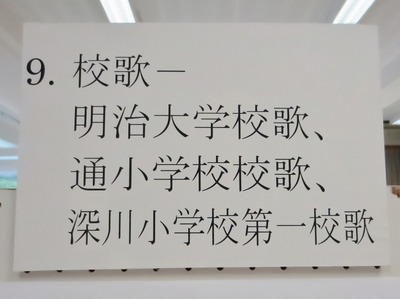 9. 校歌－
明治大学校歌、
通小学校校歌、
深川小学校第一校歌